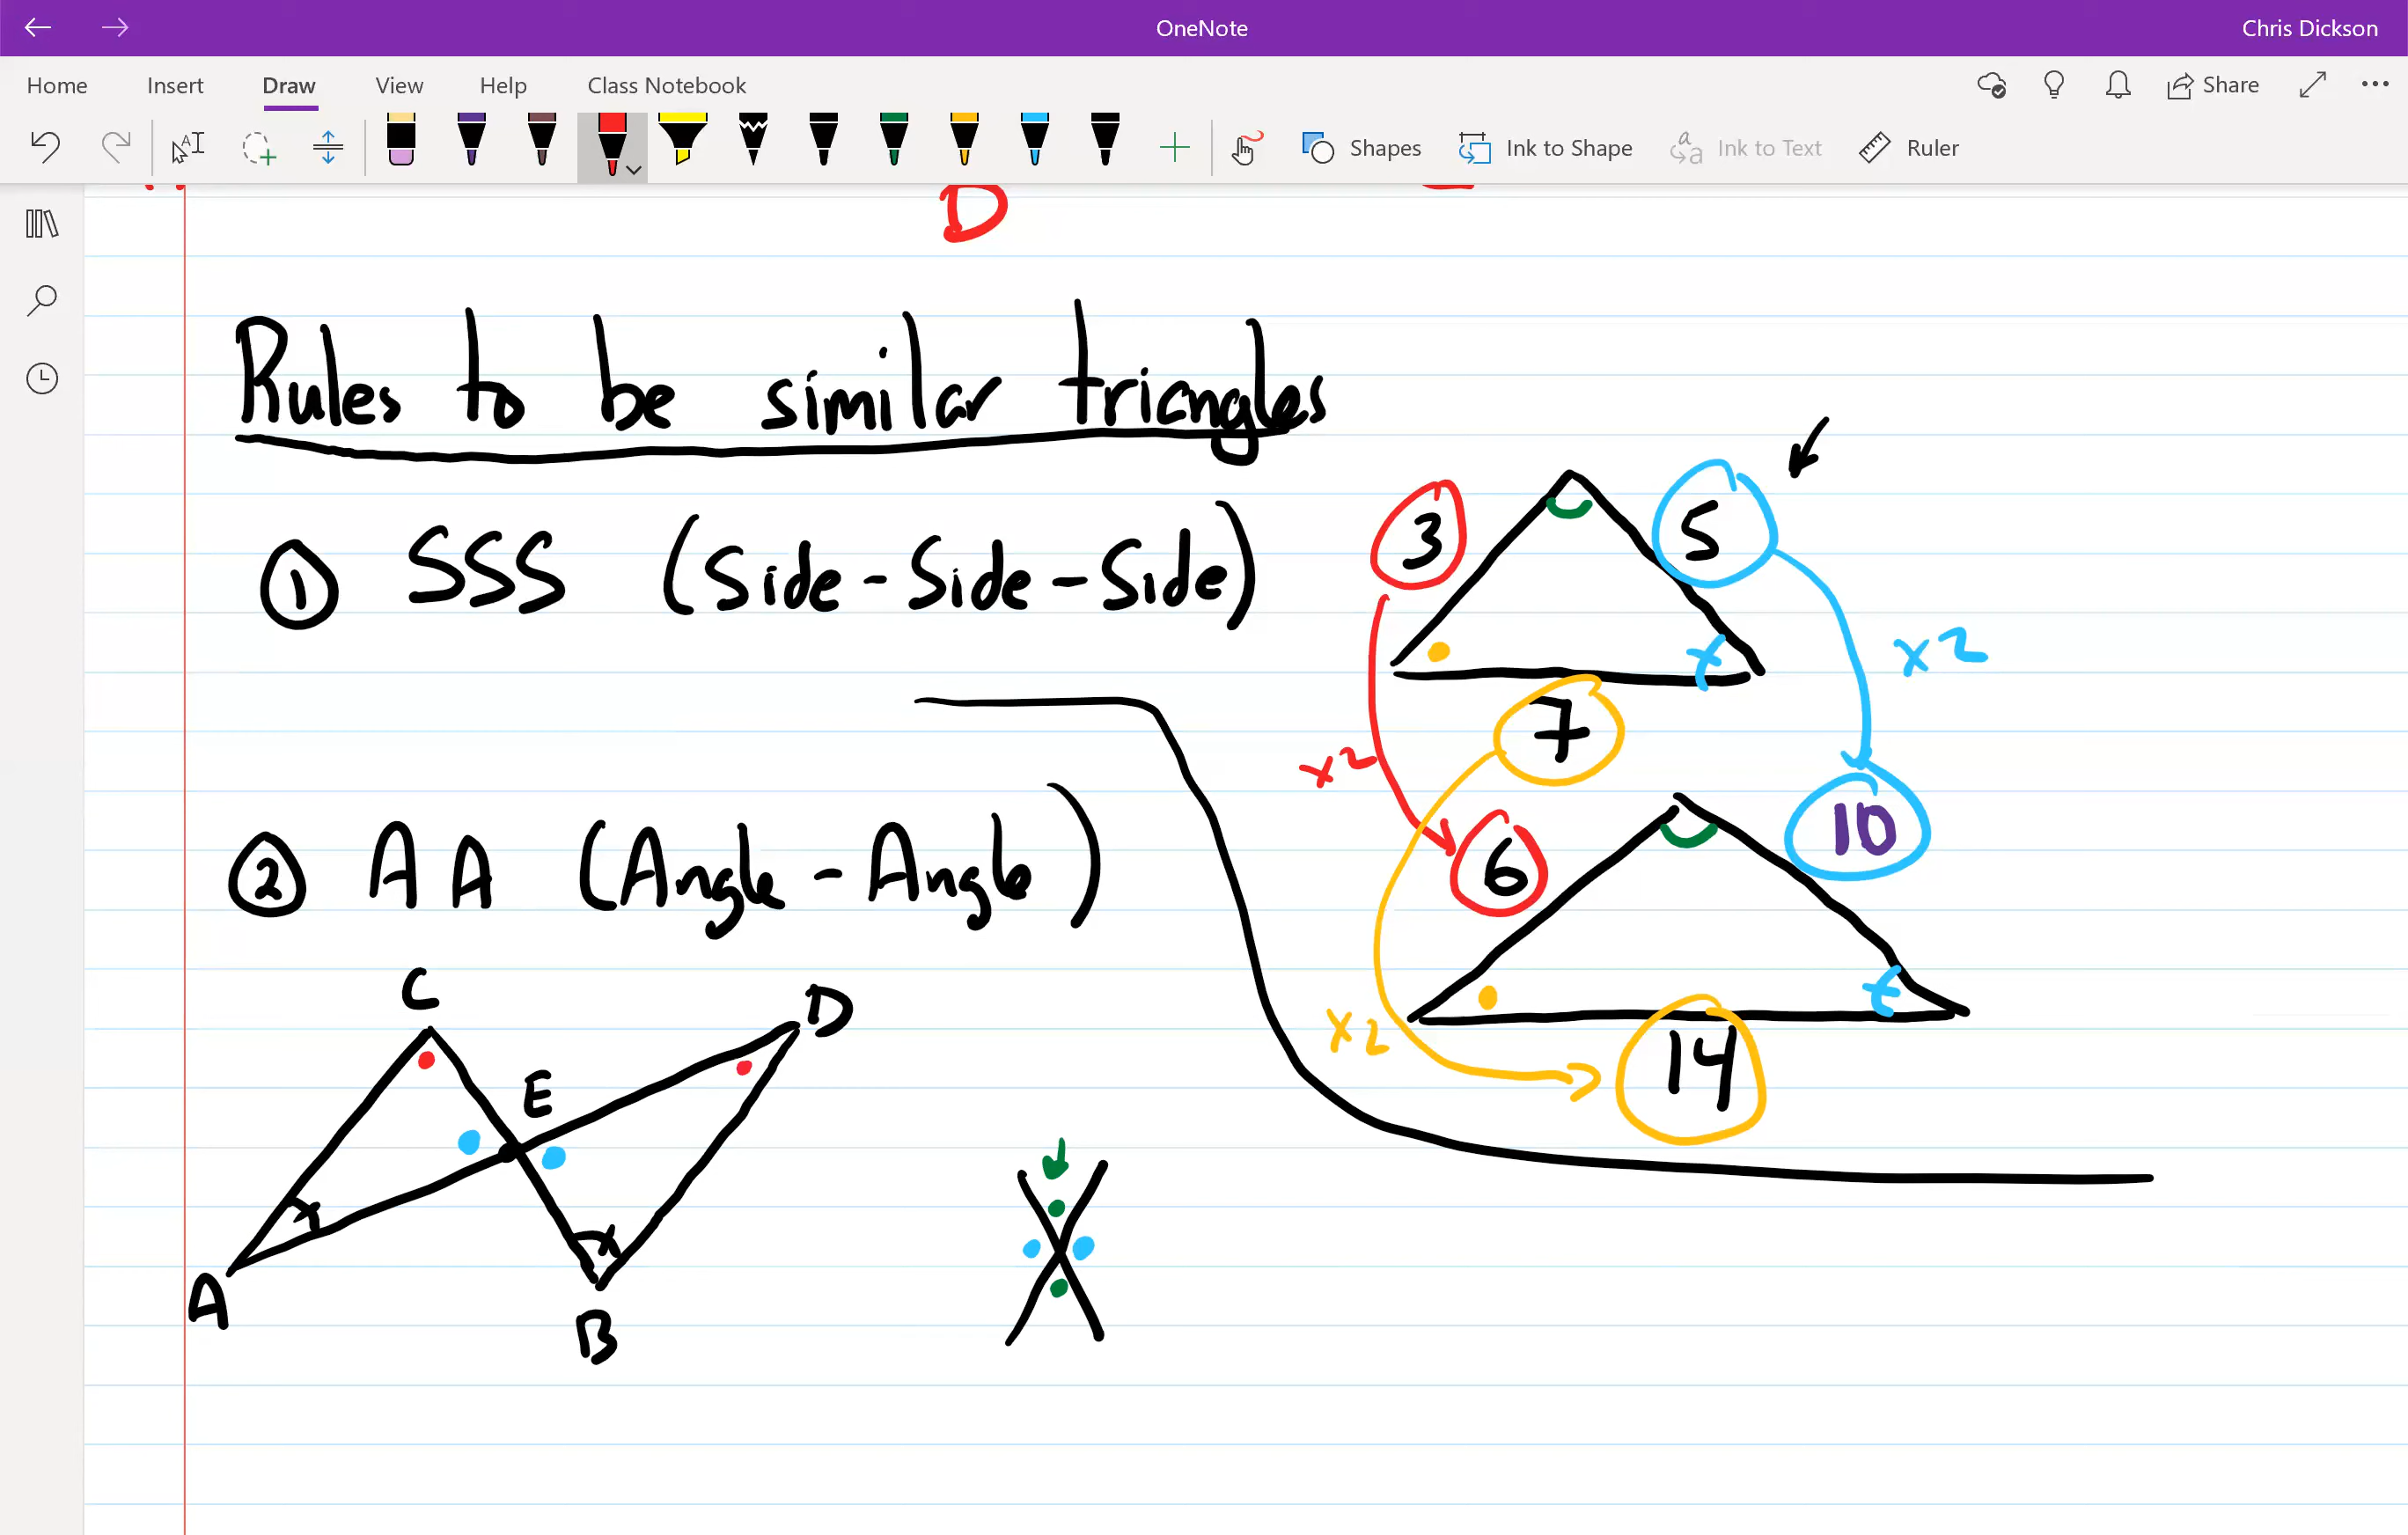 OneNote
Chris Dickson
Home Insert Draw View Help Class Notebook Share
Shapes Ink to Shape Ink to Text Ruler
D
Rules to be similar triangles
① SSS (Side-Side-Side)
3 5
x2
7
x2
10
6
② AA (Angle-Angle)
x2
14
C D
E
A
B